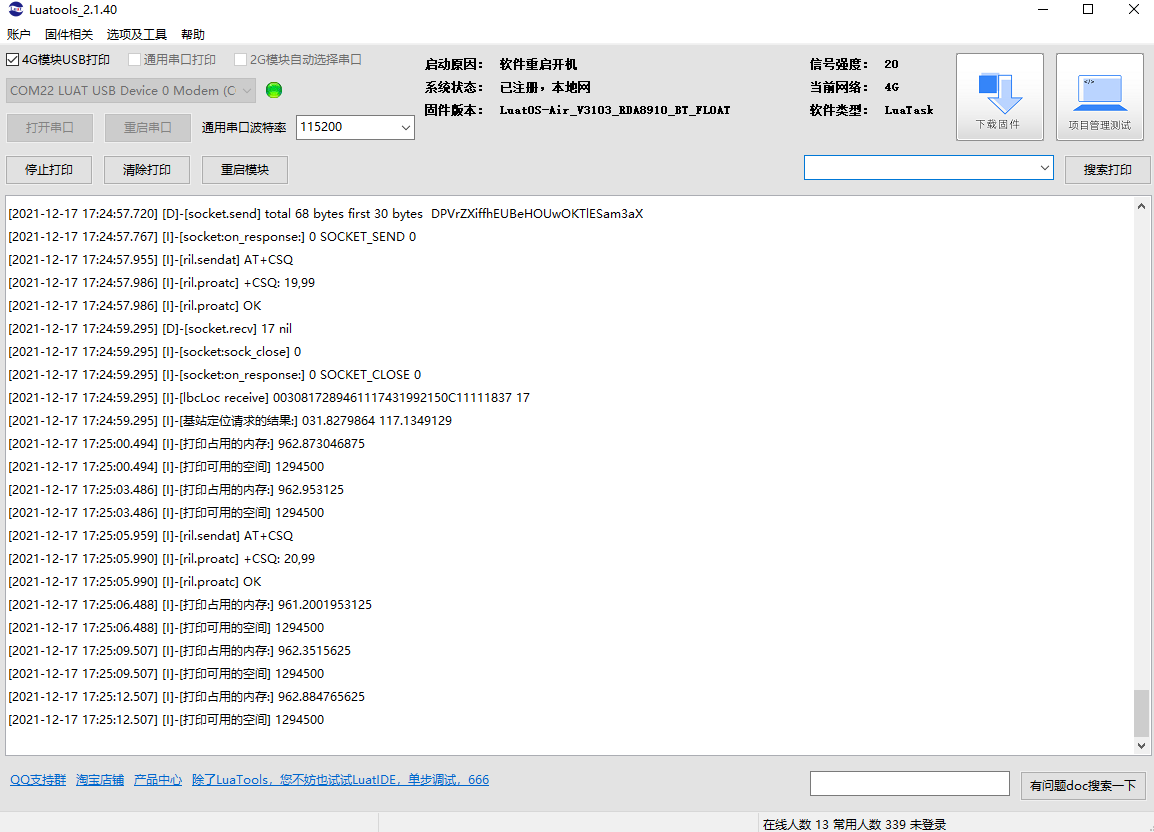 Luatools_2.1.40
账户 固件相关 选项及工具 帮助
4G模块USB打印 通用串口打印 2G模块自动选择串口
COM22 LUAT USB Device 0 Modem (C
打开串口 重启串口 通用串口波特率 115200
停止打印 清除打印 重启模块
启动原因： 软件重启开机
系统状态： 已注册，本地网
固件版本： LuatOS-Air_V3103_RDA8910_BT_FLOAT
信号强度： 20
当前网络： 4G
软件类型： LuaTask
下载固件
</>
项目管理测试
搜索打印
[2021-12-17 17:24:57.720] [D]-[socket.send] total 68 bytes first 30 bytes DPVrZXiffhEUBeHOUwOKTlESam3aX
[2021-12-17 17:24:57.767] [I]-[socket:on_response:] 0 SOCKET_SEND 0
[2021-12-17 17:24:57.955] [I]-[ril.sendat] AT+CSQ
[2021-12-17 17:24:57.986] [I]-[ril.proatc] +CSQ: 19,99
[2021-12-17 17:24:57.986] [I]-[ril.proatc] OK
[2021-12-17 17:24:59.295] [D]-[socket.recv] 17 nil
[2021-12-17 17:24:59.295] [I]-[socket:sock_close] 0
[2021-12-17 17:24:59.295] [I]-[socket:on_response:] 0 SOCKET_CLOSE 0
[2021-12-17 17:24:59.295] [I]-[lbcLoc receive] 0030817289461117431992150C11111837 17
[2021-12-17 17:24:59.295] [I]-[基站定位请求的结果:] 031.8279864 117.1349129
[2021-12-17 17:25:00.494] [I]-[打印占用的内存:] 962.873046875
[2021-12-17 17:25:00.494] [I]-[打印可用的空间] 1294500
[2021-12-17 17:25:03.486] [I]-[打印占用的内存:] 962.953125
[2021-12-17 17:25:03.486] [I]-[打印可用的空间] 1294500
[2021-12-17 17:25:05.959] [I]-[ril.sendat] AT+CSQ
[2021-12-17 17:25:05.990] [I]-[ril.proatc] +CSQ: 20,99
[2021-12-17 17:25:05.990] [I]-[ril.proatc] OK
[2021-12-17 17:25:06.488] [I]-[打印占用的内存:] 961.2001953125
[2021-12-17 17:25:06.488] [I]-[打印可用的空间] 1294500
[2021-12-17 17:25:09.507] [I]-[打印占用的内存:] 962.3515625
[2021-12-17 17:25:09.507] [I]-[打印可用的空间] 1294500
[2021-12-17 17:25:12.507] [I]-[打印占用的内存:] 962.884765625
[2021-12-17 17:25:12.507] [I]-[打印可用的空间] 1294500
QQ支持群 淘宝店铺 产品中心 除了LuaTools，您不妨也试试LuatIDE，单步调试，666
有问题doc搜索一下
在线人数 13 常用人数 339 未登录